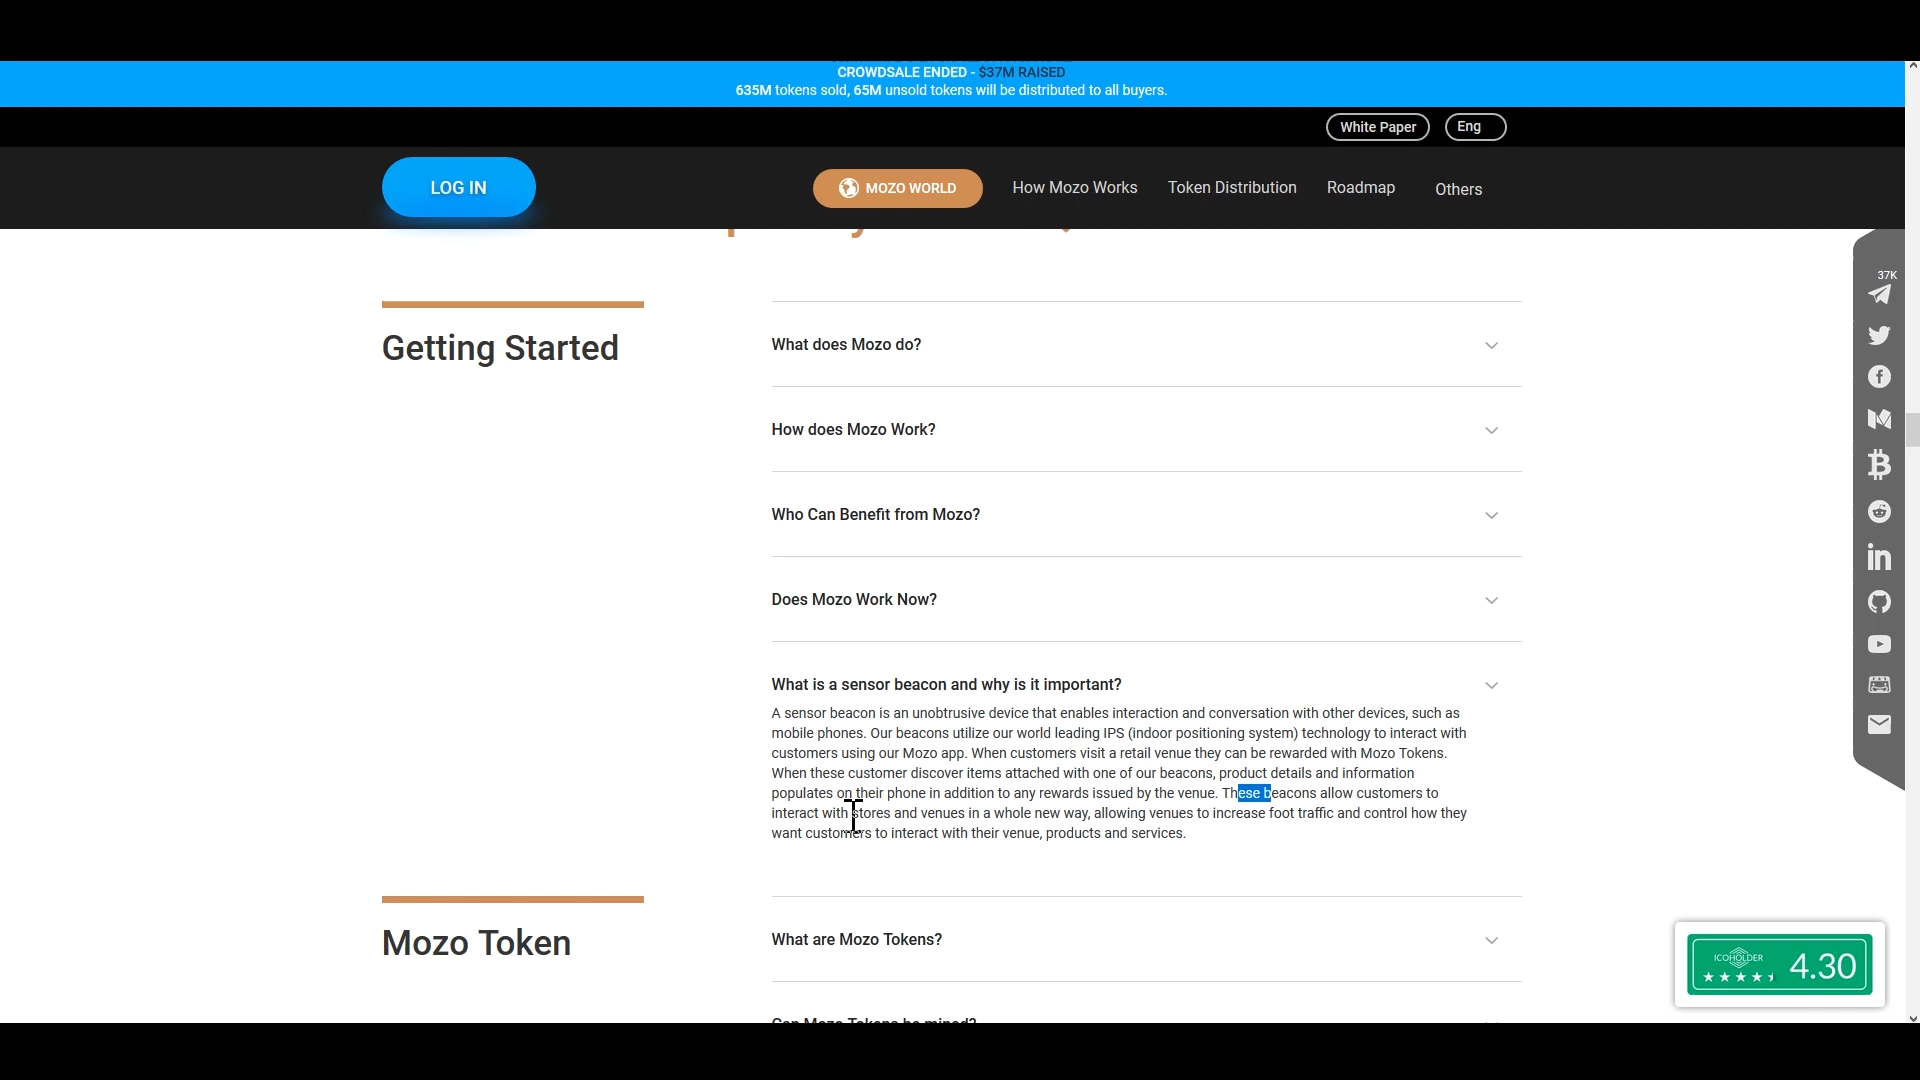 CROWDSALE ENDED - $37M RAISED
635M tokens sold, 65M unsold tokens will be distributed to all buyers.
White Paper
Eng
LOG IN
MOZO WORLD
How Mozo Works
Token Distribution
Roadmap
Others
37K
Getting Started
What does Mozo do?
How does Mozo Work?
Who Can Benefit from Mozo?
Does Mozo Work Now?
What is a sensor beacon and why is it important?
A sensor beacon is an unobtrusive device that enables interaction and conversation with other devices, such as
mobile phones. Our beacons utilize our world leading IPS (indoor positioning system) technology to interact with
customers using our Mozo app. When customers visit a retail venue they can be rewarded with Mozo Tokens.
When these customer discover items attached with one of our beacons, product details and information
populates on their phone in addition to any rewards issued by the venue. These beacons allow customers to
interact with stores and venues in a whole new way, allowing venues to increase foot traffic and control how they
want customers to interact with their venue, products and services.
Mozo Token
What are Mozo Tokens?
Can Mozo Tokens be mined?
ICOHOLDER
4.30